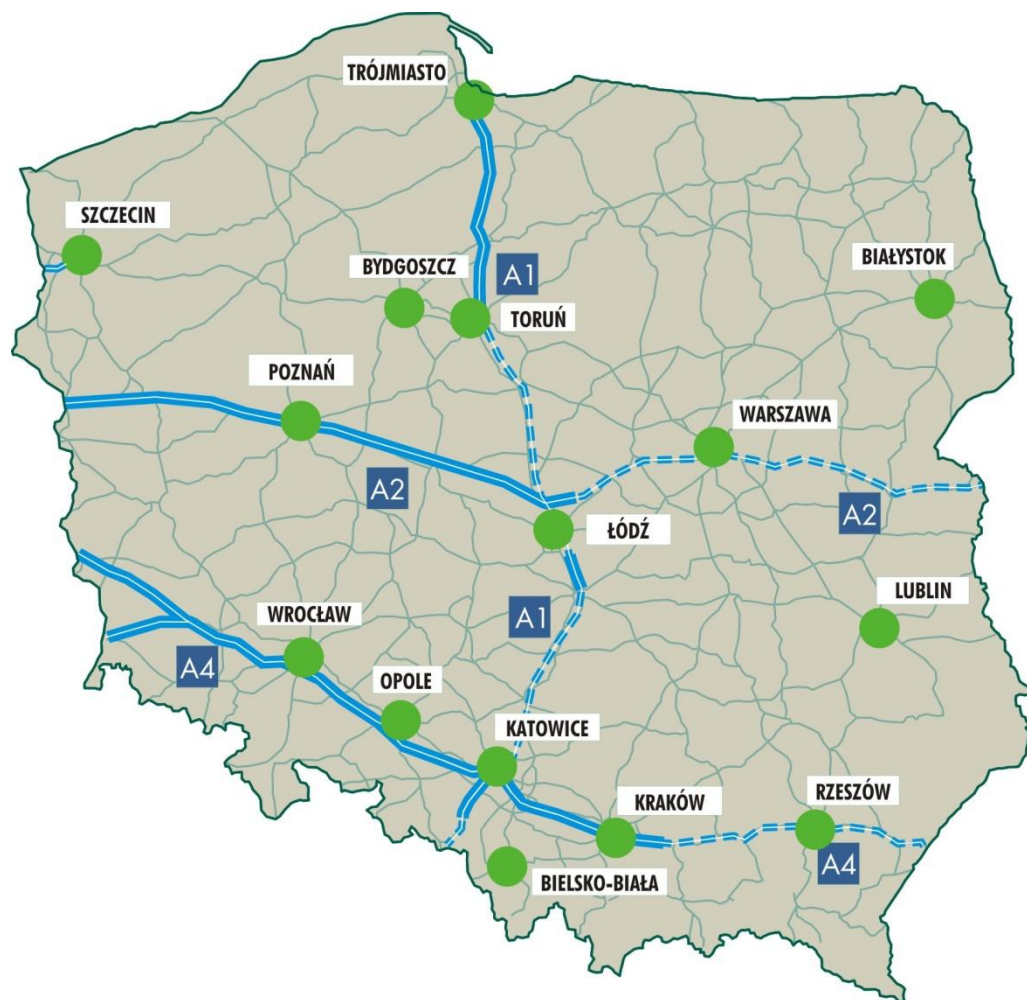 TRÓJMIASTO
SZCZECIN
BYDGOSZCZ
A1
BIAŁYSTOK
TORUŃ
POZNAŃ
WARSZAWA
A2
A2
ŁÓDŹ
LUBLIN
WROCŁAW
A1
A4
OPOLE
KATOWICE
KRAKÓW
RZESZÓW
A4
BIELSKO-BIAŁA